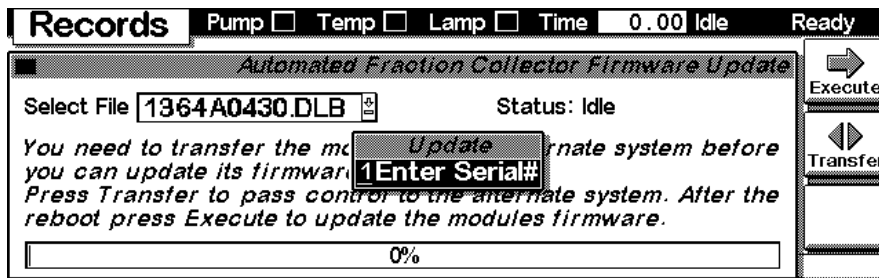 Records Pump Temp Lamp Time 0.00 Idle Ready
Automated Fraction Collector Firmware Update
Execute
Select File 1364A0430.DLB Status: Idle
You need to transfer the rnate system before
Update
Transfer
you can update its firmwar
1Enter Serial#
Press Transfer to pass control to the alternate system. After the
reboot press Execute to update the modules firmware.
0%